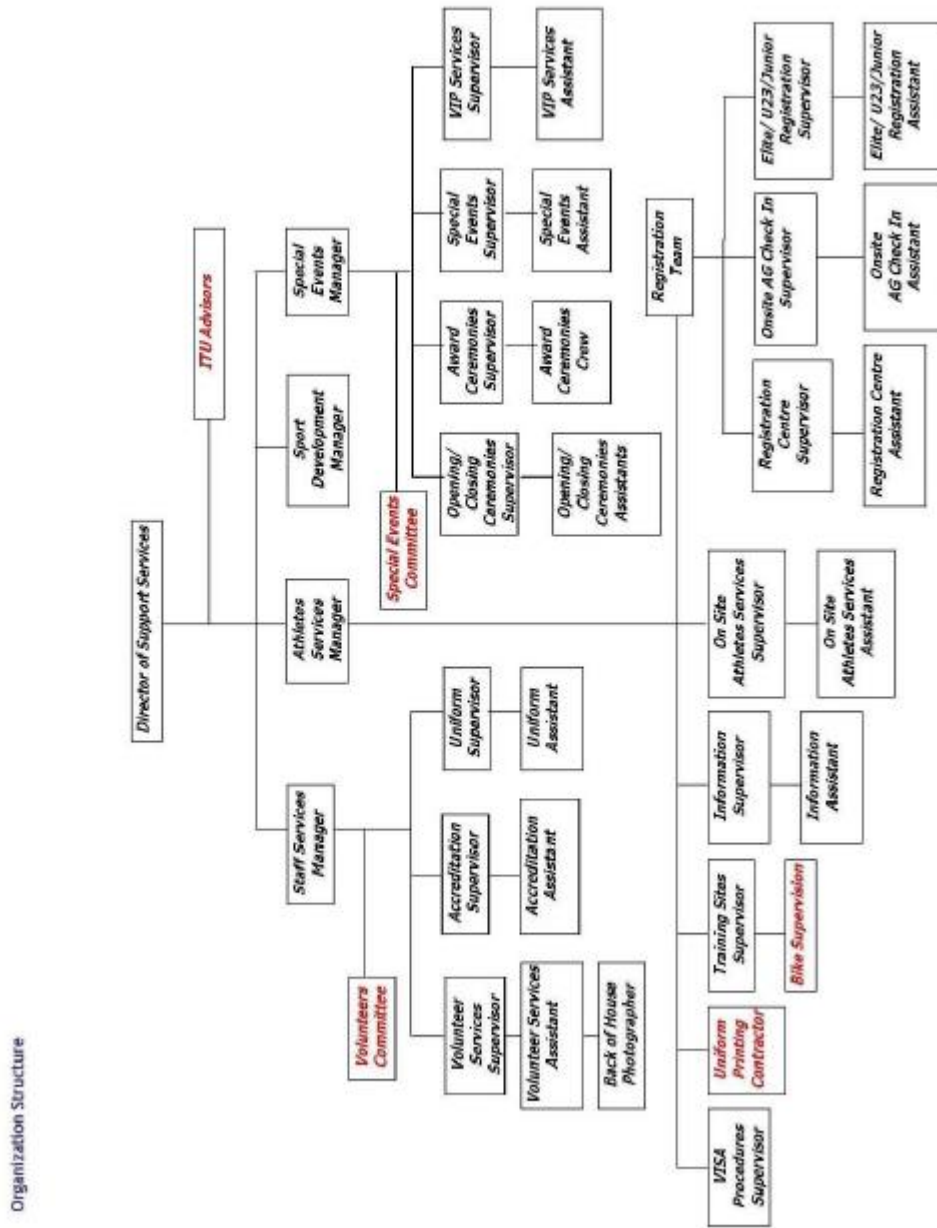 Organization Structure
Director of Support Services
ITU Advisors
Staff Services
Manager
Athletes
Services
Manager
Sport
Development
Manager
Special
Events
Manager
Volunteers
Committee
Special Events
Committee
Volunteer
Services
Supervisor
Accreditation
Supervisor
Uniform
Supervisor
Opening/
Closing
Ceremonies
Supervisor
Award
Ceremonies
Supervisor
Special
Events
Supervisor
VIP Services
Supervisor
Volunteer Services
Assistant
Accreditation
Assistant
Uniform
Assistant
Opening/
Closing
Ceremonies
Assistants
Award
Ceremonies
Crew
Special
Events
Assistant
VIP Services
Assistant
Back of House
Photographer
Registration
Team
VISA
Procedures
Supervisor
Uniform
Printing
Contractor
Training Sites
Supervisor
Information
Supervisor
On Site
Athletes Services
Supervisor
Registration
Centre
Supervisor
Onsite AG Check In
Supervisor
Elite/ U23/Junior
Registration
Supervisor
Bike Supervision
Information
Assistant
On Site
Athletes Services
Assistant
Registration Centre
Assistant
Onsite
AG Check In
Assistant
Elite/ U23/Junior
Registration
Assistant